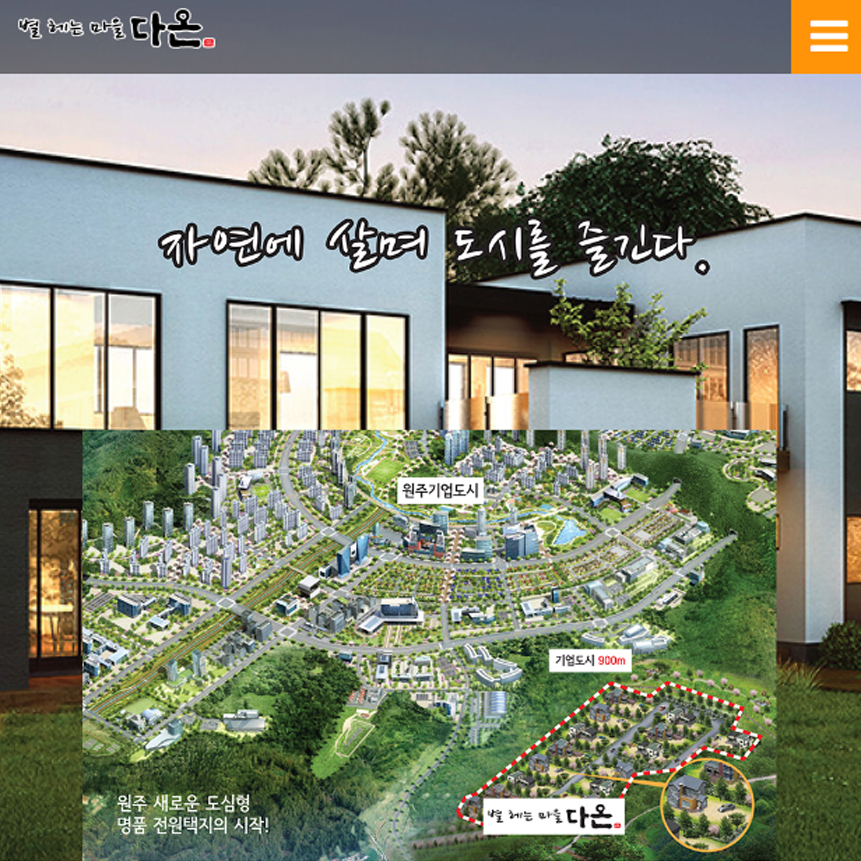 별 헤는 마을 다온
자연에 살며 도시를 즐긴다.
원주기업도시
기업도시 900m
별 헤는 마을 다온
원주 새로운 도심형
명품 전원택지의 시작!